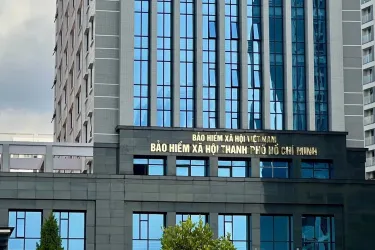 BẢO HIỂM XÃ HỘI VIỆT NAM
BẢO HIỂM XÃ HỘI THÀNH PHỐ HỒ CHÍ MINH